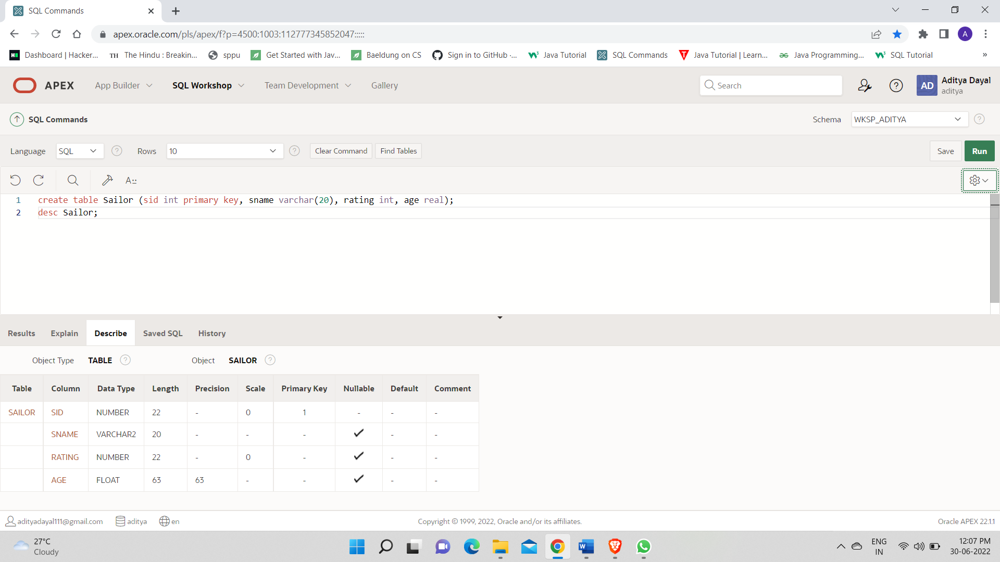 SQL Commands
apex.oracle.com/pls/apex/f?p=4500:1003:112777345852047:::::
A
Dashboard | Hacker... TH The Hindu : Breakin... sppu Get Started with Jav... Baeldung on CS Sign in to GitHub ·... Java Tutorial SQL Commands Java Tutorial | Learn... Java Programming... SQL Tutorial »
APEX App Builder SQL Workshop Team Development Gallery Search ? AD Aditya Dayal
aditya
SQL Commands Schema WKSP_ADITYA ?
Language SQL ? Rows 10 ? Clear Command Find Tables Save Run
A
1 create table Sailor (sid int primary key, sname varchar(20), rating int, age real);
2 desc Sailor;
Results Explain Describe Saved SQL History
Object Type TABLE ? Object SAILOR ?
Table Column Data Type Length Precision Scale Primary Key Nullable Default Comment
SAILOR SID NUMBER 22 - 0 1 - - -
SNAME VARCHAR2 20 - - - - -
RATING NUMBER 22 - 0 - - -
AGE FLOAT 63 63 - - - -
adityadayal111@gmail.com aditya en Copyright © 1999, 2022, Oracle and/or its affiliates. Oracle APEX 22.1.1
27°C
Cloudy
ENG
IN
12:07 PM
30-06-2022